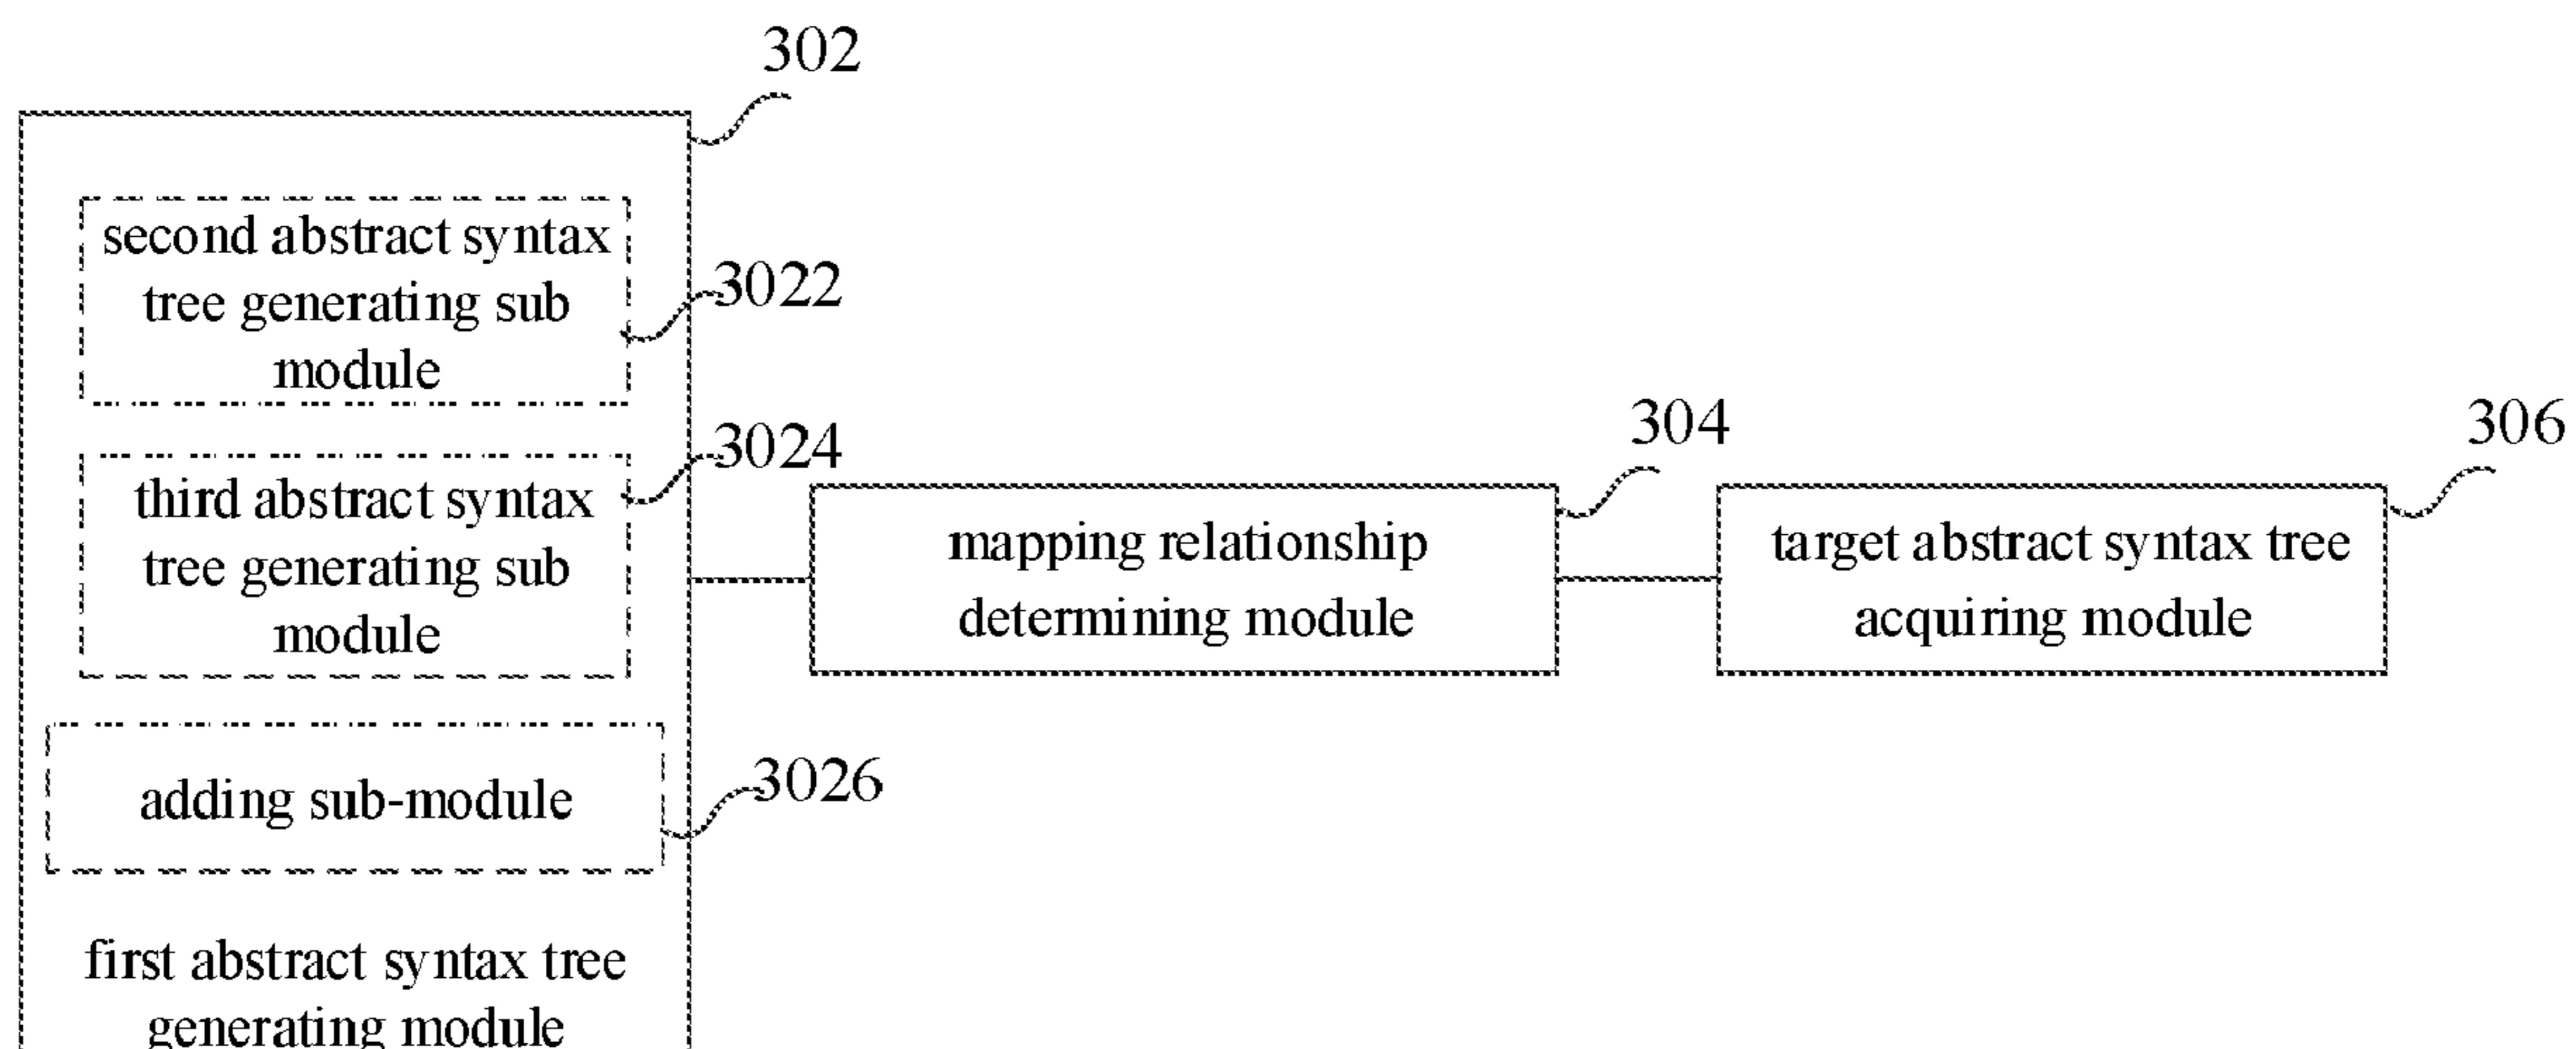 302
second abstract syntax
tree generating sub
module
3022
third abstract syntax
tree generating sub
module
3024
adding sub-module
3026
first abstract syntax tree
generating module
304
mapping relationship
determining module
306
target abstract syntax tree
acquiring module